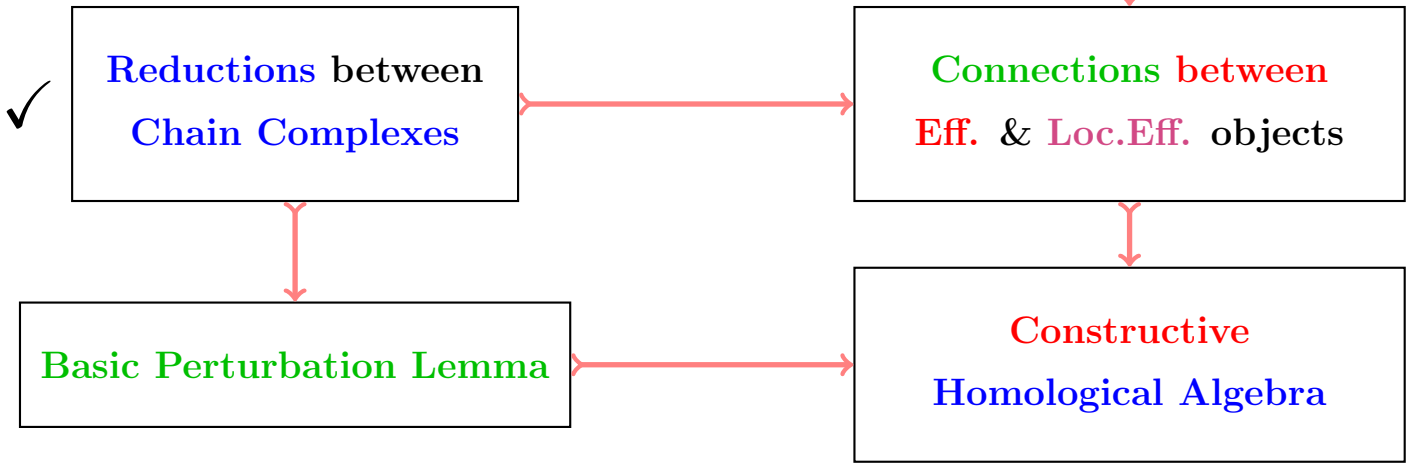 Reductions between
Chain Complexes
Connections between
Eff. & Loc.Eff. objects
Basic Perturbation Lemma
Constructive
Homological Algebra